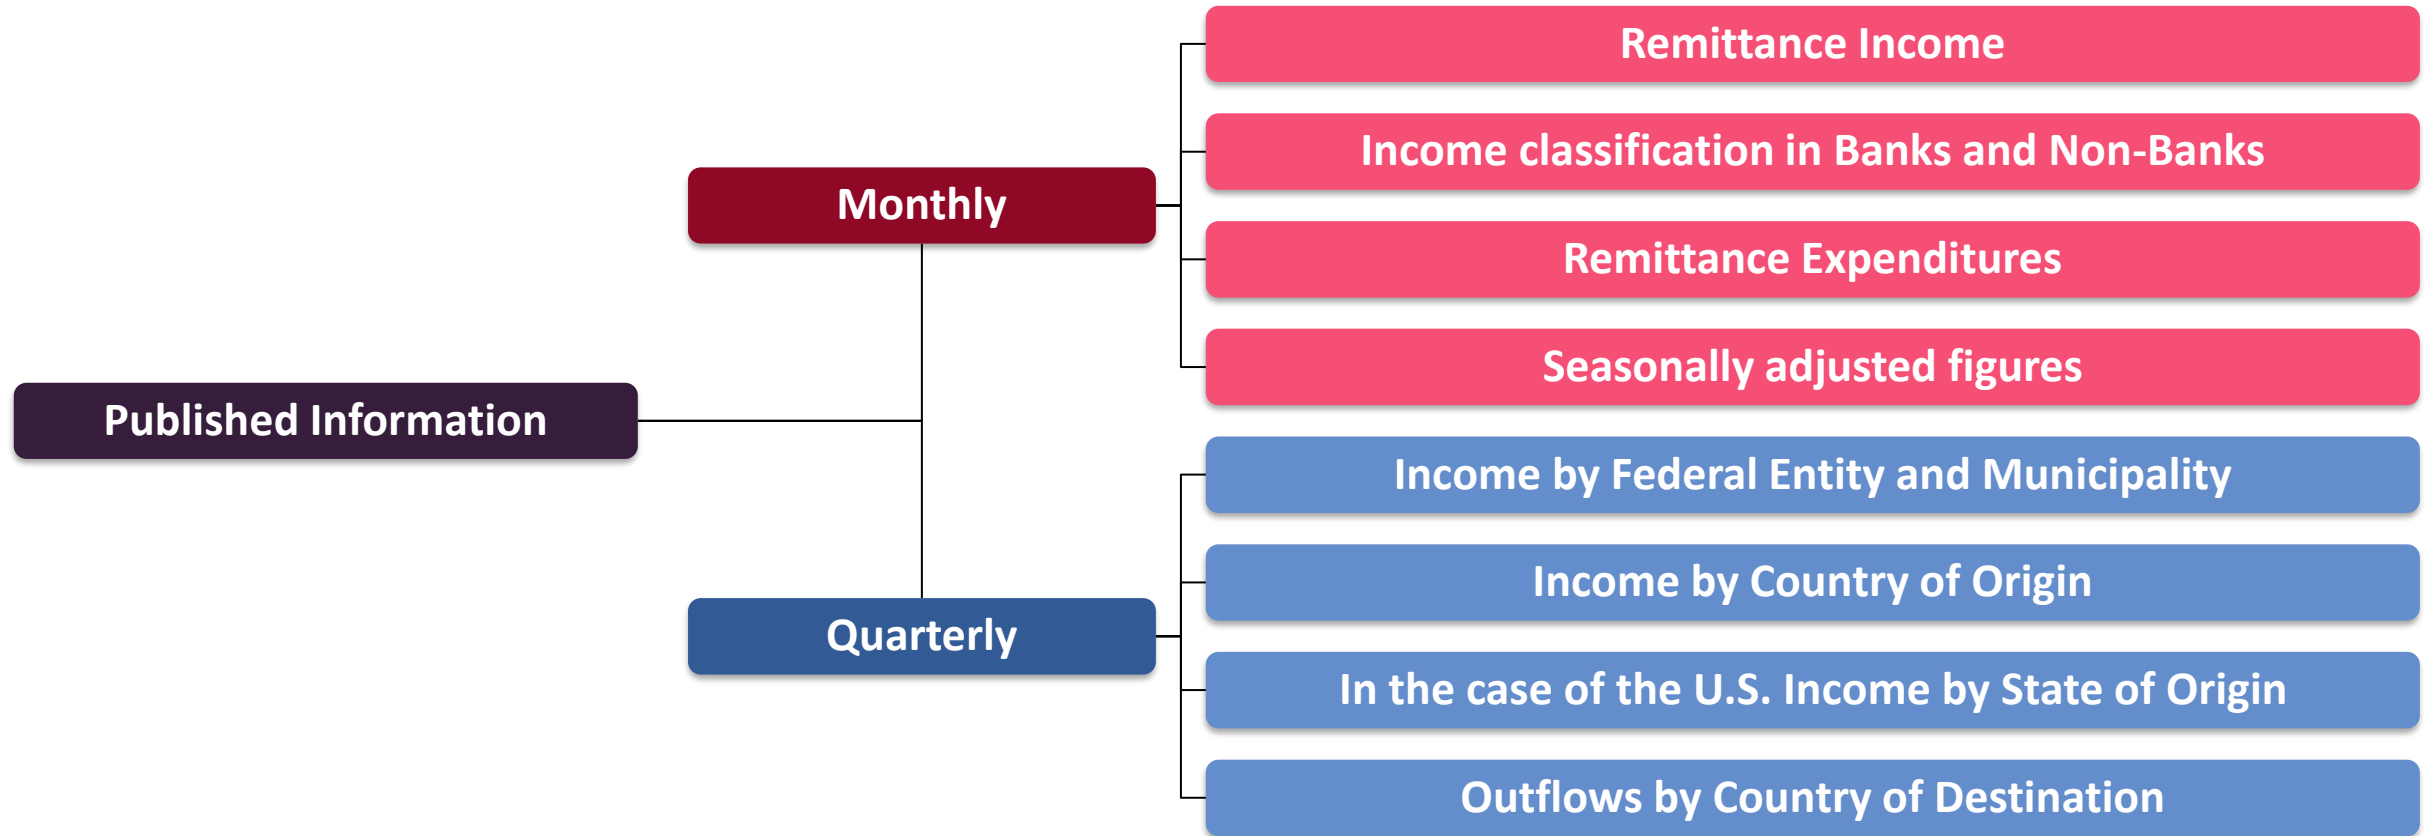 Published Information
Monthly
Remittance Income
Income classification in Banks and Non-Banks
Remittance Expenditures
Seasonally adjusted figures
Quarterly
Income by Federal Entity and Municipality
Income by Country of Origin
In the case of the U.S. Income by State of Origin
Outflows by Country of Destination